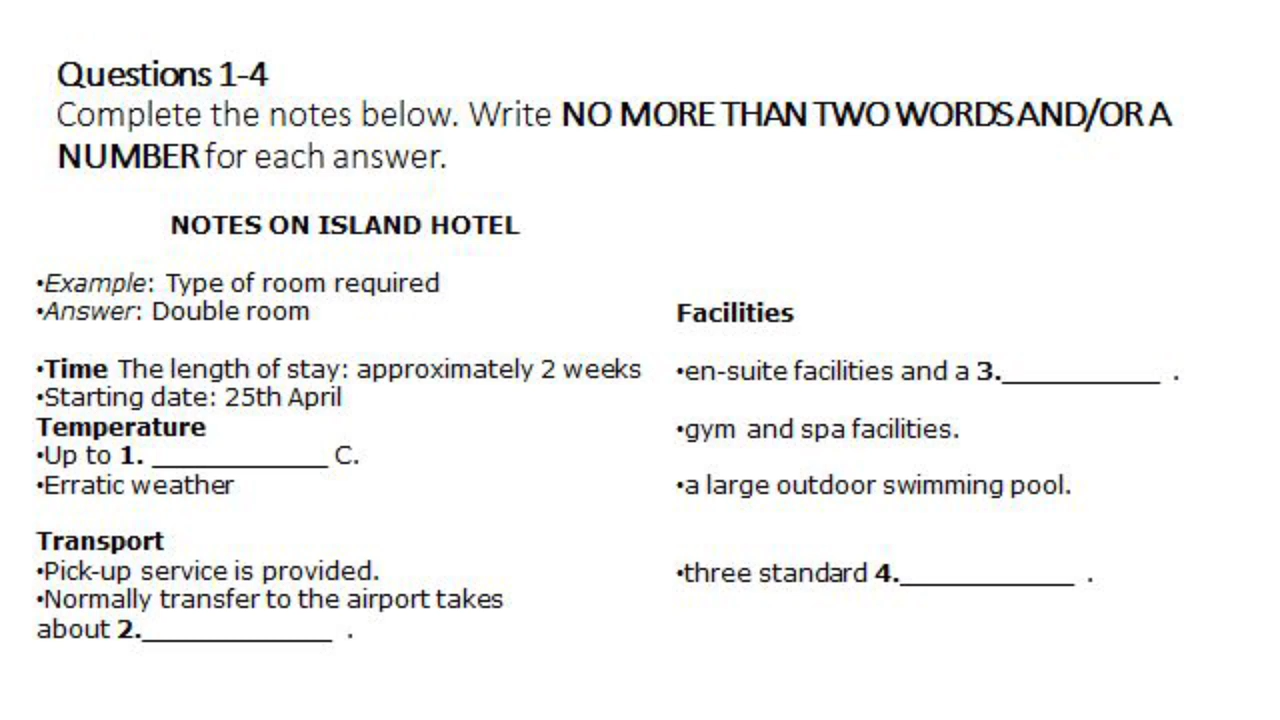 Questions 1-4
Complete the notes below. Write NO MORE THAN TWO WORDS AND/OR A
NUMBER for each answer.
NOTES ON ISLAND HOTEL
•Example: Type of room required
•Answer: Double room
•Time The length of stay: approximately 2 weeks
•Starting date: 25th April
Temperature
•Up to 1. _____________ C.
•Erratic weather
Transport
•Pick-up service is provided.
•Normally transfer to the airport takes
about 2.______________ .
Facilities
•en-suite facilities and a 3.____________ .
•gym and spa facilities.
•a large outdoor swimming pool.
•three standard 4._____________ .